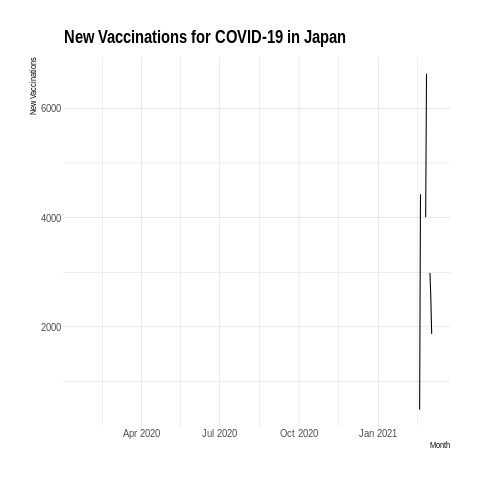 New Vaccinations for COVID-19 in Japan
New Vaccinations
6000
4000
2000
Apr 2020 Jul 2020 Oct 2020 Jan 2021
Month